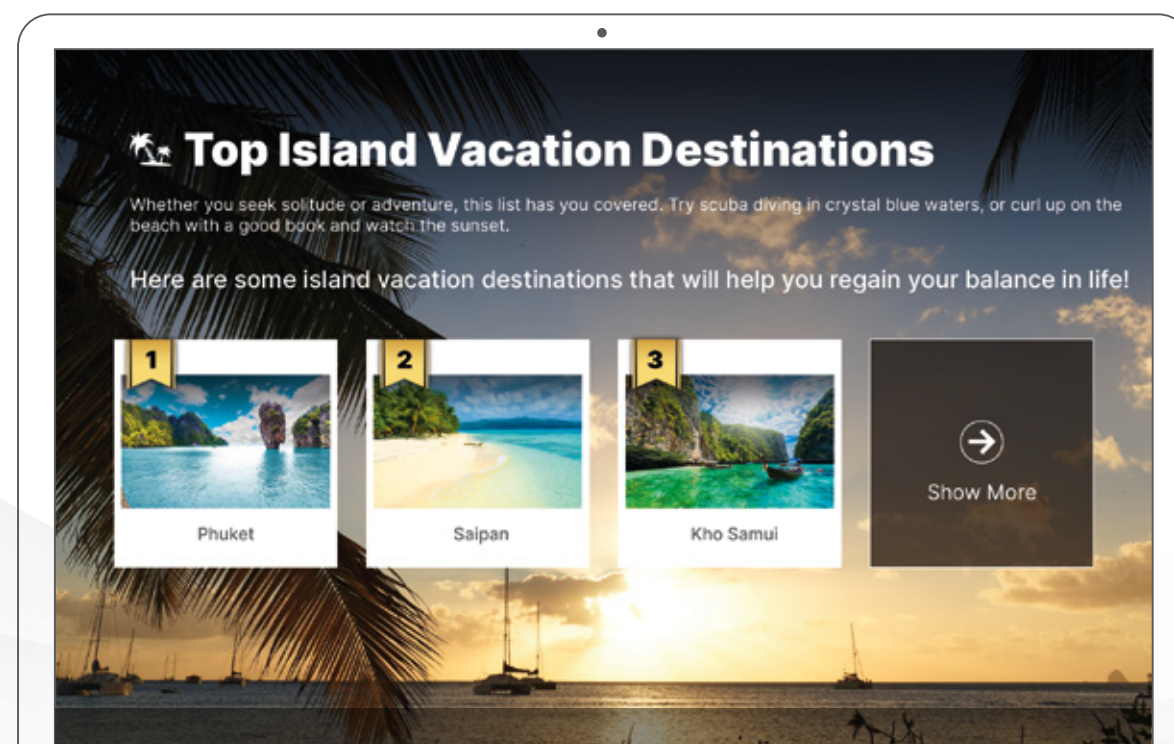 Top Island Vacation Destinations
Whether you seek solitude or adventure, this list has you covered. Try scuba diving in crystal blue waters, or curl up on the
beach with a good book and watch the sunset.
Here are some island vacation destinations that will help you regain your balance in life!
1
2
3
Phuket
Saipan
Kho Samui
Show More